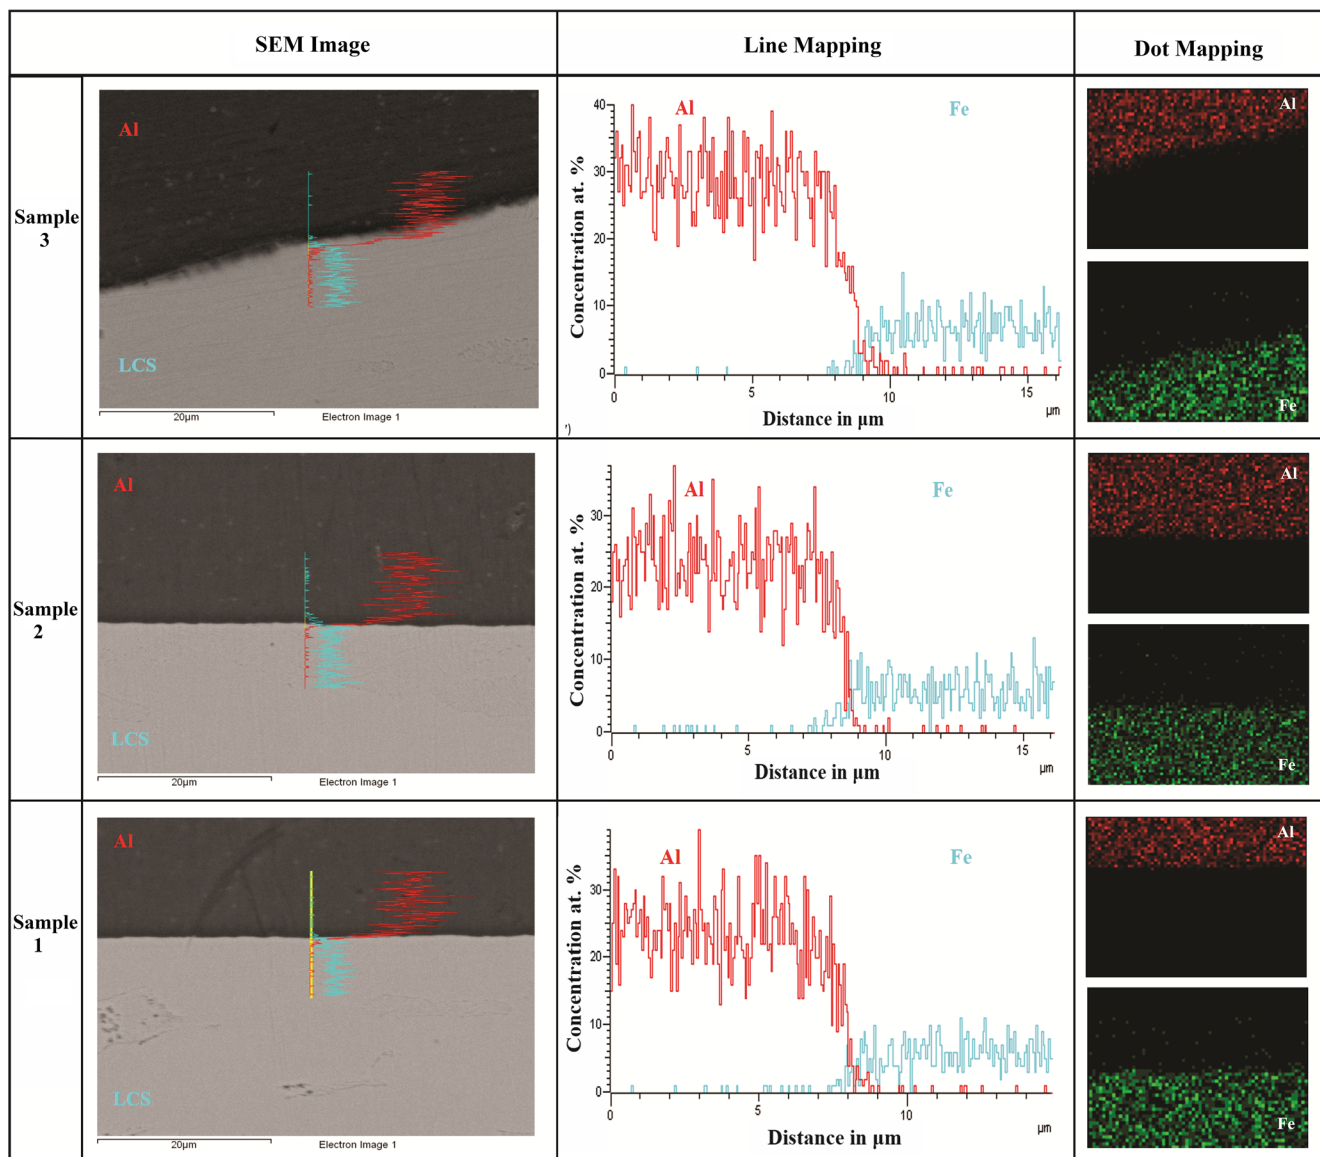 SEM Image
Line Mapping
Dot Mapping
Sample
3
Al
LCS
20µm
Electron Image 1
Concentration at. %
40
30
20
10
0
Al
Fe
0
5
10
15
µm
Distance in µm
')
Al
Fe
Sample
2
Al
LCS
20µm
Electron Image 1
Concentration at. %
30
20
10
0
Al
Fe
0
5
10
15
µm
Distance in µm
Al
Fe
Sample
1
Al
LCS
20µm
Electron Image 1
Concentration at. %
30
20
10
0
Al
Fe
0
5
10
µm
Distance in µm
Al
Fe